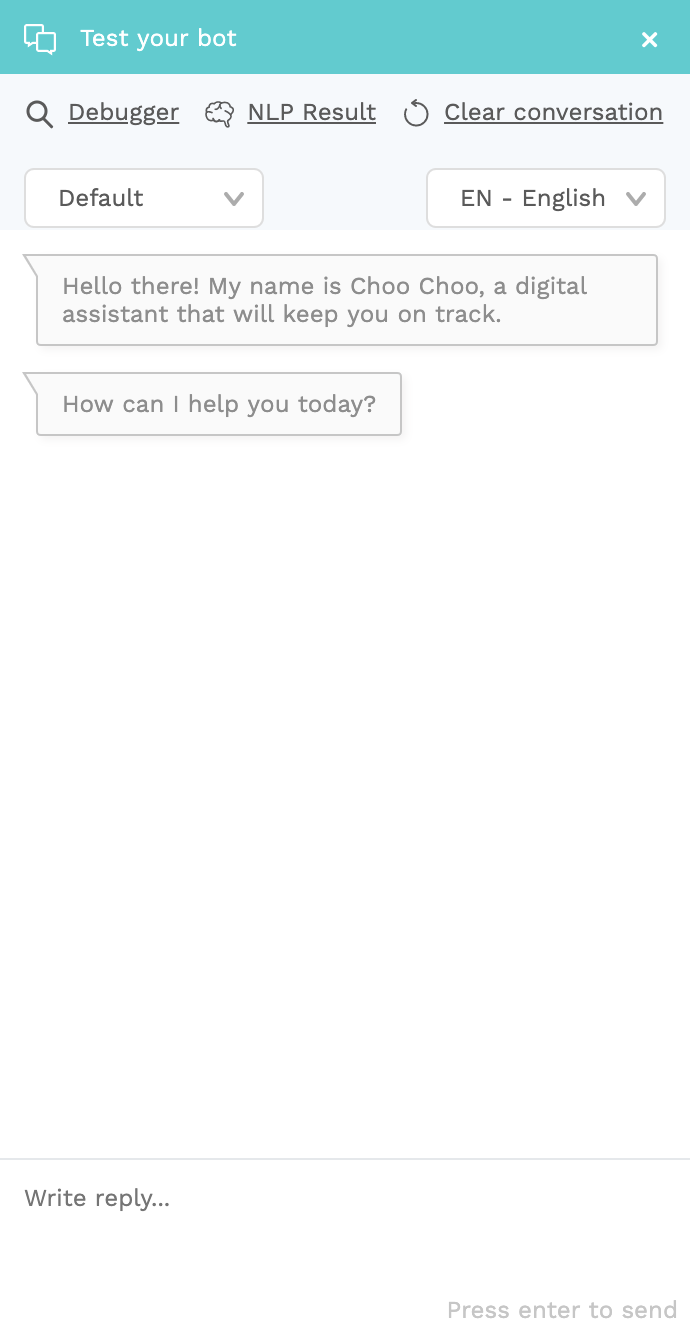 Test your bot
Debugger
NLP Result
Clear conversation
Default
EN - English
Hello there! My name is Choo Choo, a digital
assistant that will keep you on track.
How can I help you today?
Write reply...
Press enter to send